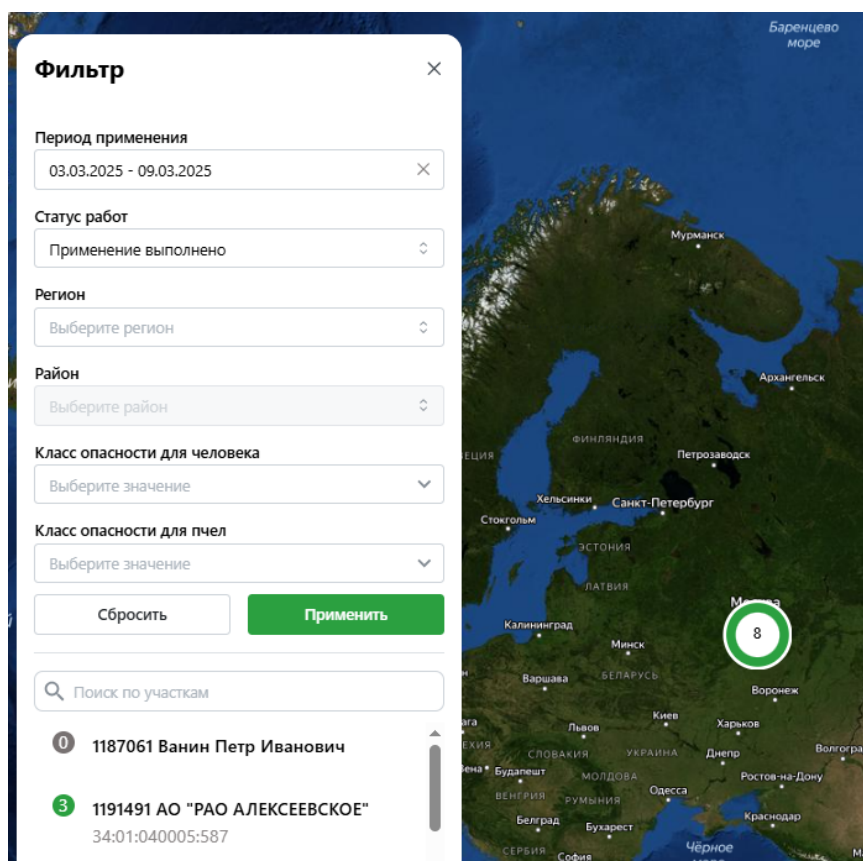 Баренцево
море
Фильтр
Период применения
03.03.2025 - 09.03.2025
Статус работ
Применение выполнено
Регион
Выберите регион
Район
Выберите район
Класс опасности для человека
Выберите значение
Класс опасности для пчел
Выберите значение
Сбросить
Применить
Поиск по участкам
0
1187061 Ванин Петр Иванович
3
1191491 АО "РАО АЛЕКСЕЕВСКОЕ"
34:01:040005:587
Мурманск
Архангельск
ФИНЛЯНДИЯ
Петрозаводск
ЕЦИЯ
Хельсинки
Санкт-Петербург
Стокгольм
ЭСТОНИЯ
ЛАТВИЯ
8
Калининград
Минск
Варшава
БЕЛАРУСЬ
Воронеж
Киев
Харьков
Львов
ЕХИЯ
СЛОВАКИЯ
УКРАИНА
Днепр
Волгогра
Будапешт
МОЛДОВА
Ростов-на-Дону
Одесса
ВЕНГРИЯ
РУМЫНИЯ
Белград
Бухарест
Краснодар
СЕРБИЯ
София
Чёрное
море